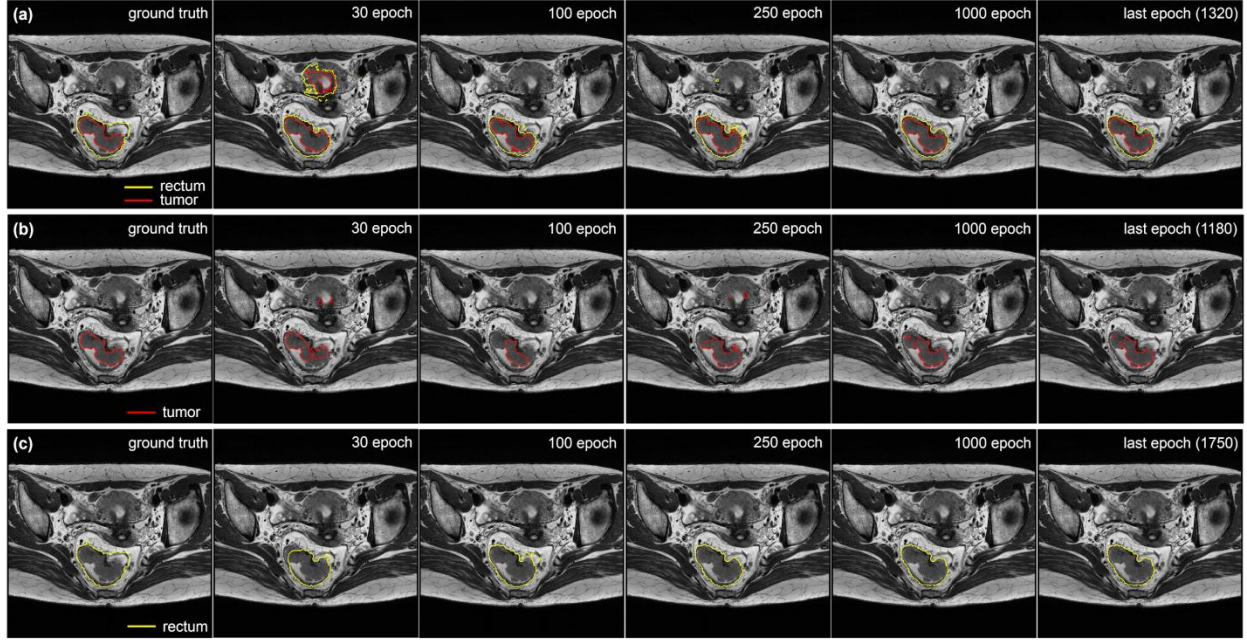 (a) ground truth 30 epoch 100 epoch 250 epoch 1000 epoch last epoch (1320)
rectum
tumor
(b) ground truth 30 epoch 100 epoch 250 epoch 1000 epoch last epoch (1180)
tumor
(c) ground truth 30 epoch 100 epoch 250 epoch 1000 epoch last epoch (1750)
rectum